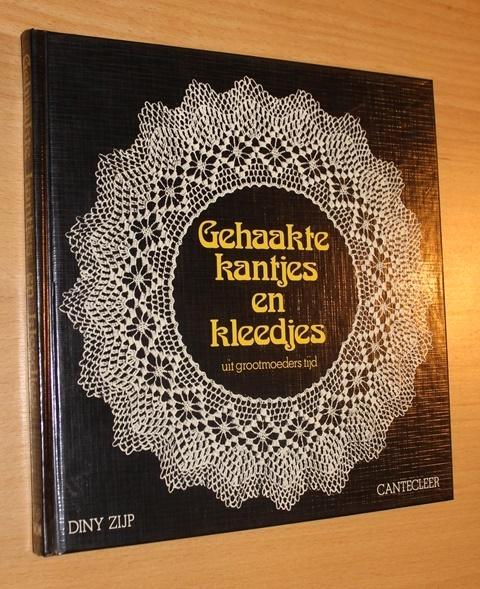 Gehaakte
kantjes
en
kleedjes
uit grootmoeders tijd
DINY ZIJP
CANTECLEER